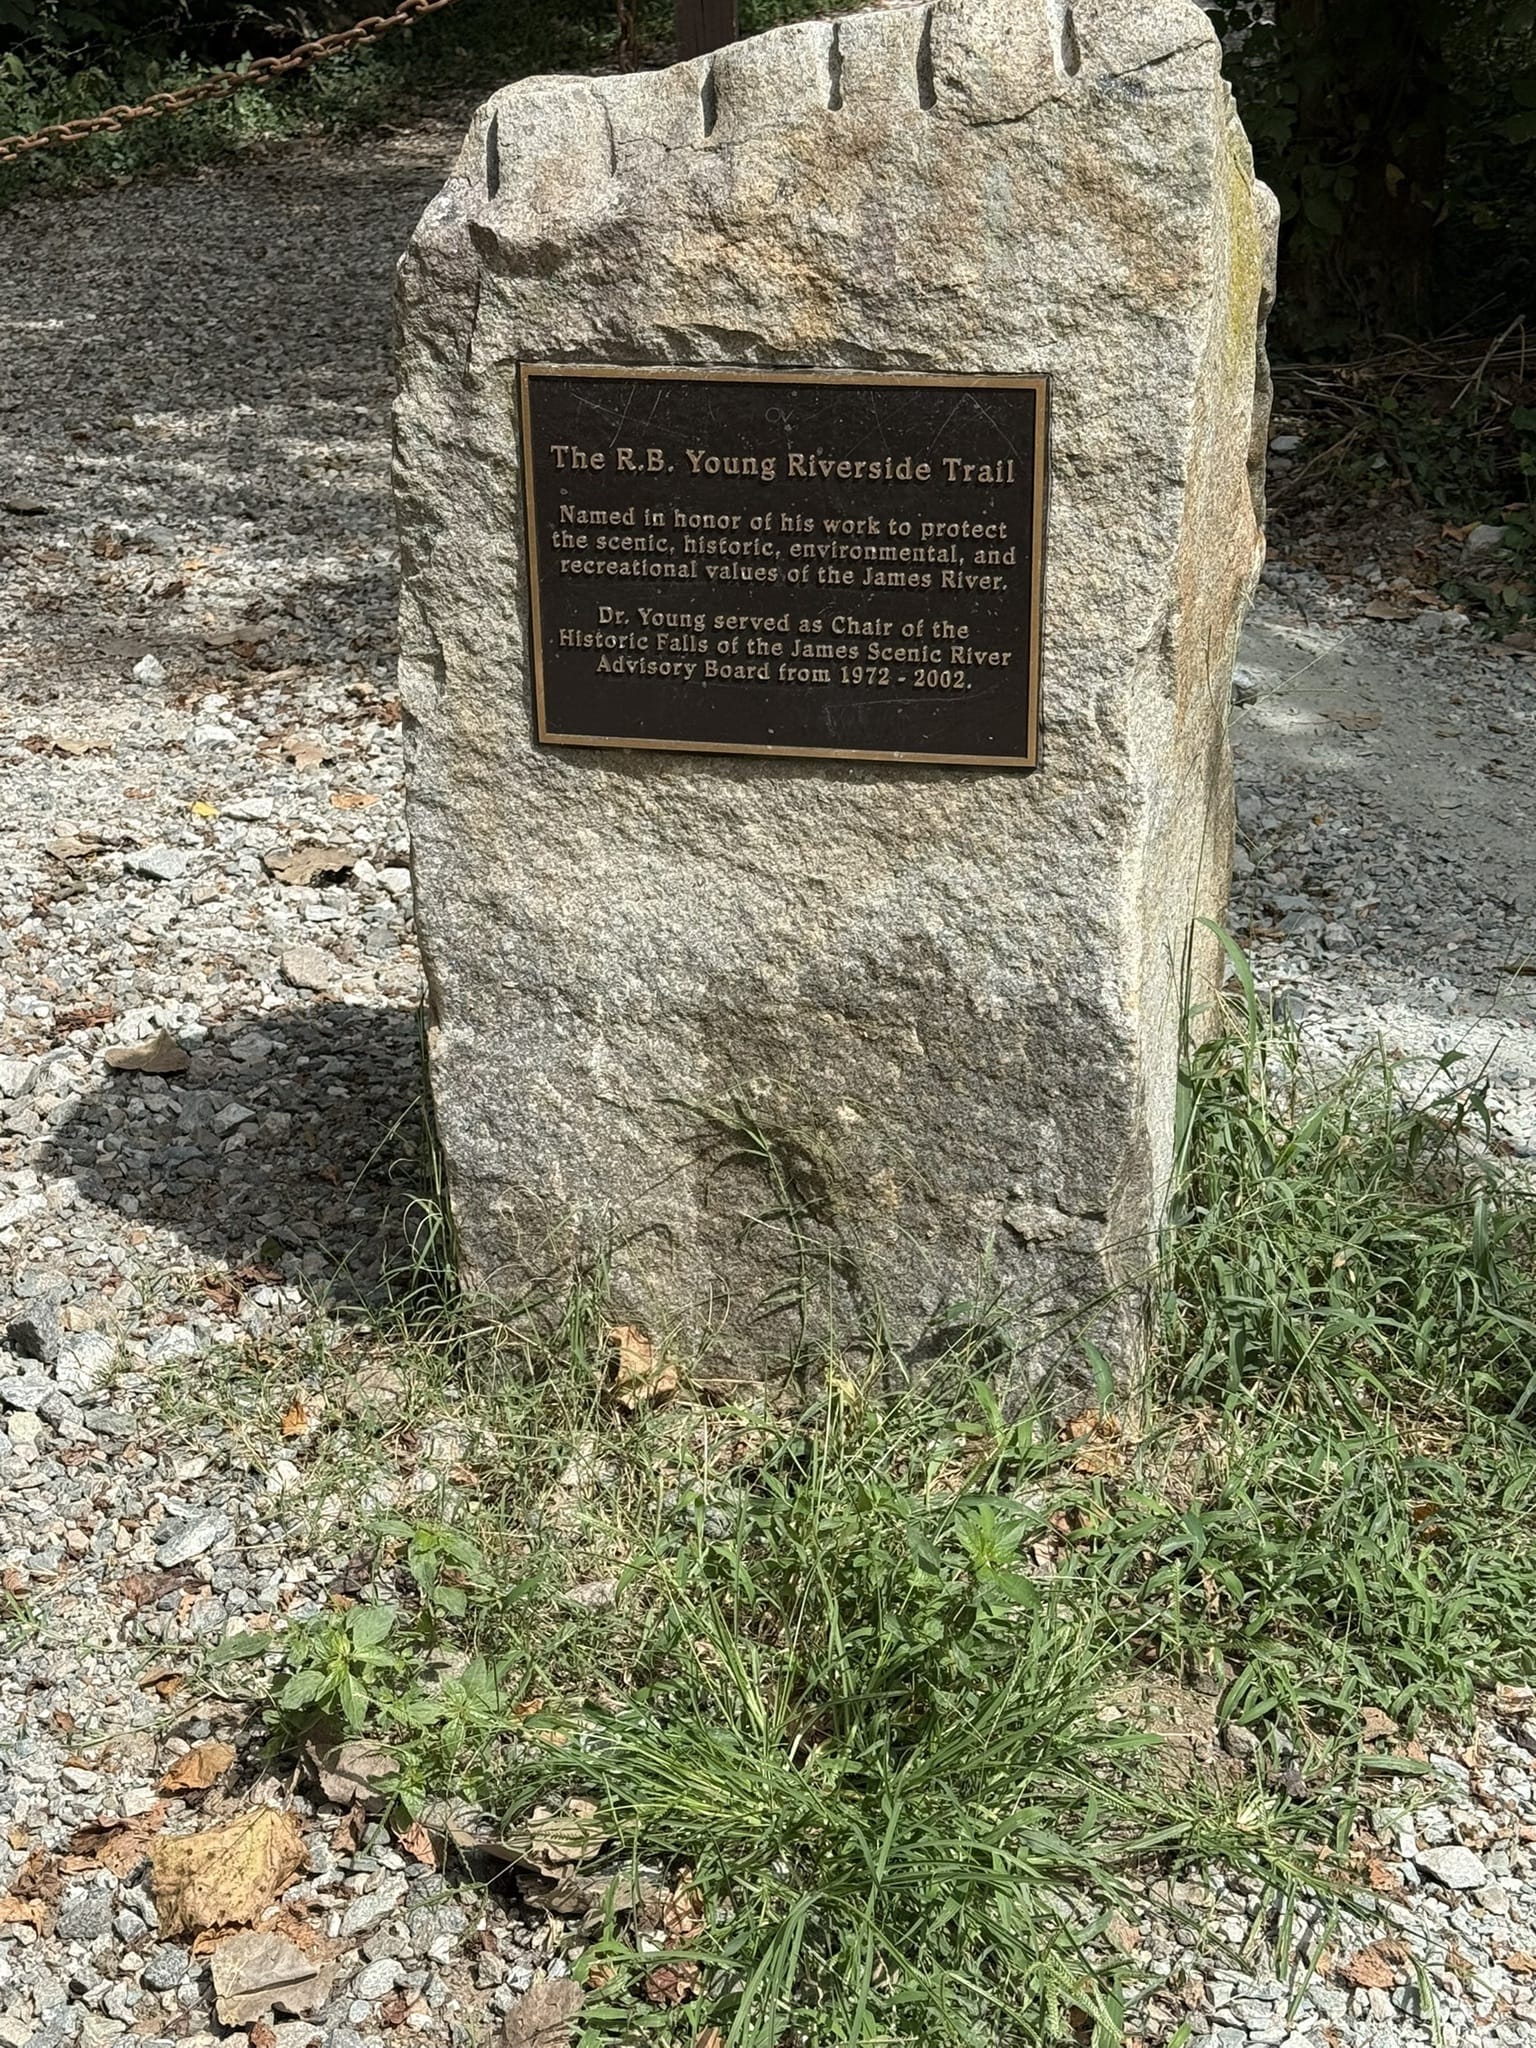 The R.B. Young Riverside Trail
Named in honor of his work to protect
the scenic, historic, environmental, and
recreational values of the James River.
Dr. Young served as Chair of the
Historic Falls of the James Scenic River
Advisory Board from 1972 - 2002.